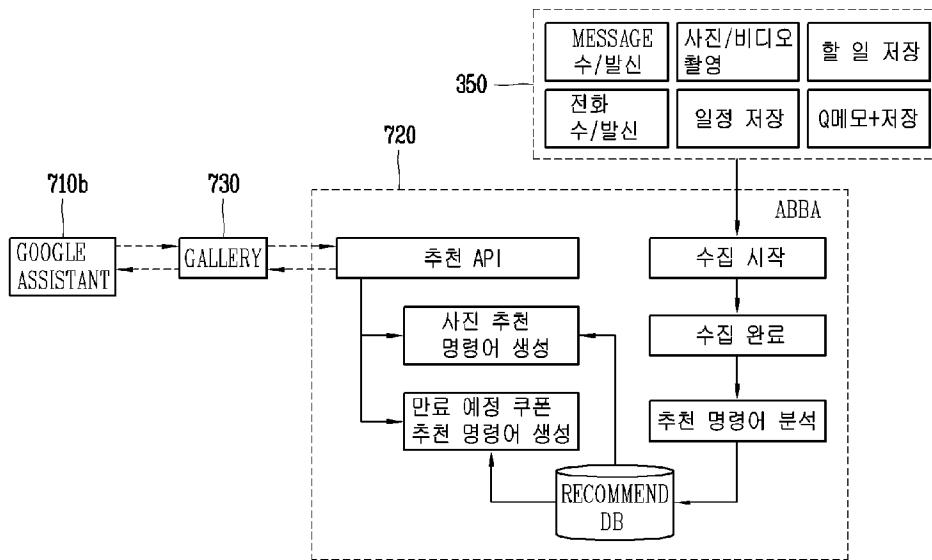 MESSAGE
수/발신
사진/비디오
촬영
할 일 저장
350
전화
수/발신
일정 저장
Q메모+저장
720
710b
730
ABBA
GOOGLE
ASSISTANT
GALLERY
추천 API
수집 시작
사진 추천
명령어 생성
수집 완료
만료 예정 쿠폰
추천 명령어 생성
추천 명령어 분석
RECOMMEND
DB